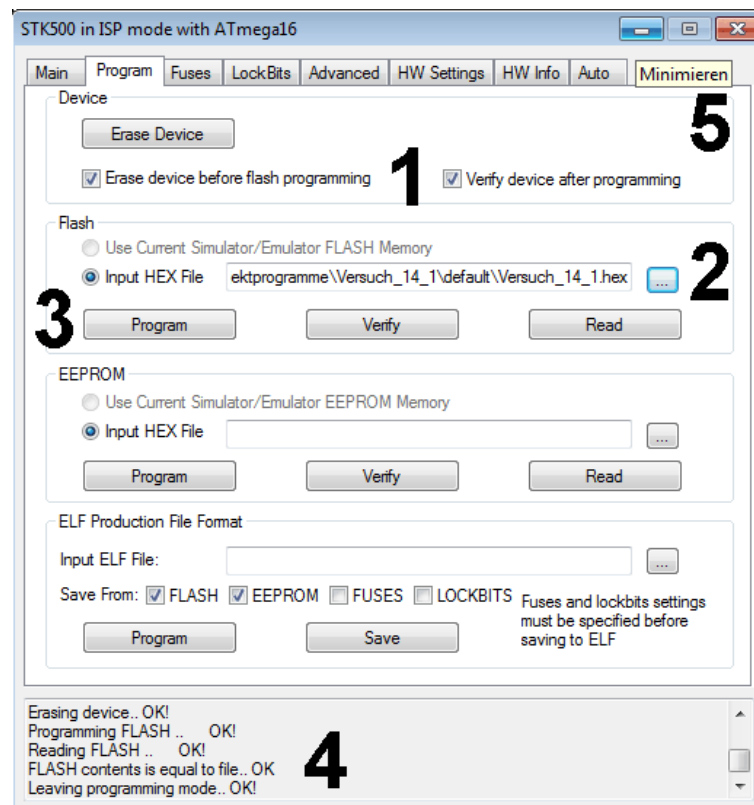 STK500 in ISP mode with ATmega16
Main Program Fuses LockBits Advanced HW Settings HW Info Auto Minimieren
Device
5
Erase Device
Erase device before flash programming 1 Verify device after programming
Flash
Use Current Simulator/Emulator FLASH Memory
Input HEX File ektprogramme\Versuch_14_1\default\Versuch_14_1.hex ... 2
3 Program Verify Read
EEPROM
Use Current Simulator/Emulator EEPROM Memory
Input HEX File ...
Program Verify Read
ELF Production File Format
Input ELF File: ...
Save From: FLASH EEPROM FUSES LOCKBITS Fuses and lockbits settings
must be specified before
Program Save saving to ELF
Erasing device.. OK!
Programming FLASH .. OK!
Reading FLASH .. OK!
FLASH contents is equal to file.. OK
Leaving programming mode.. OK!
4